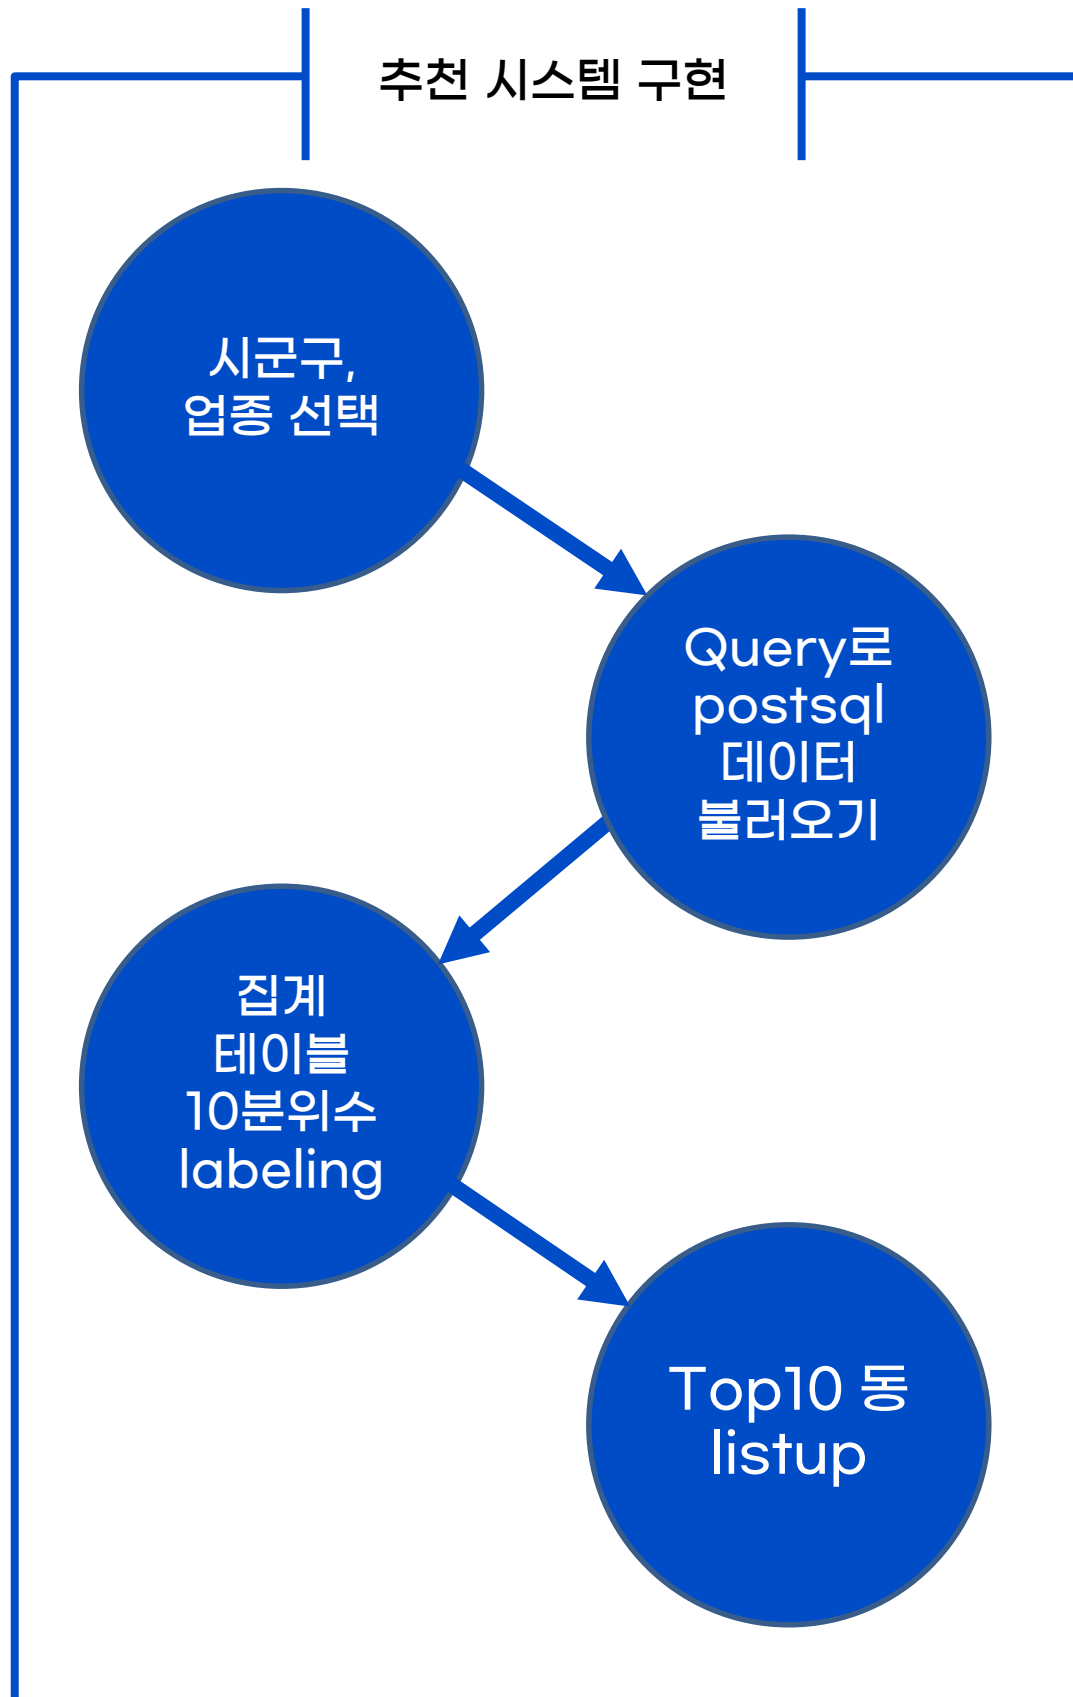 추천 시스템 구현
시군구,
업종 선택
Query로
postsql
데이터
불러오기
집계
테이블
10분위수
labeling
Top10 동
listup